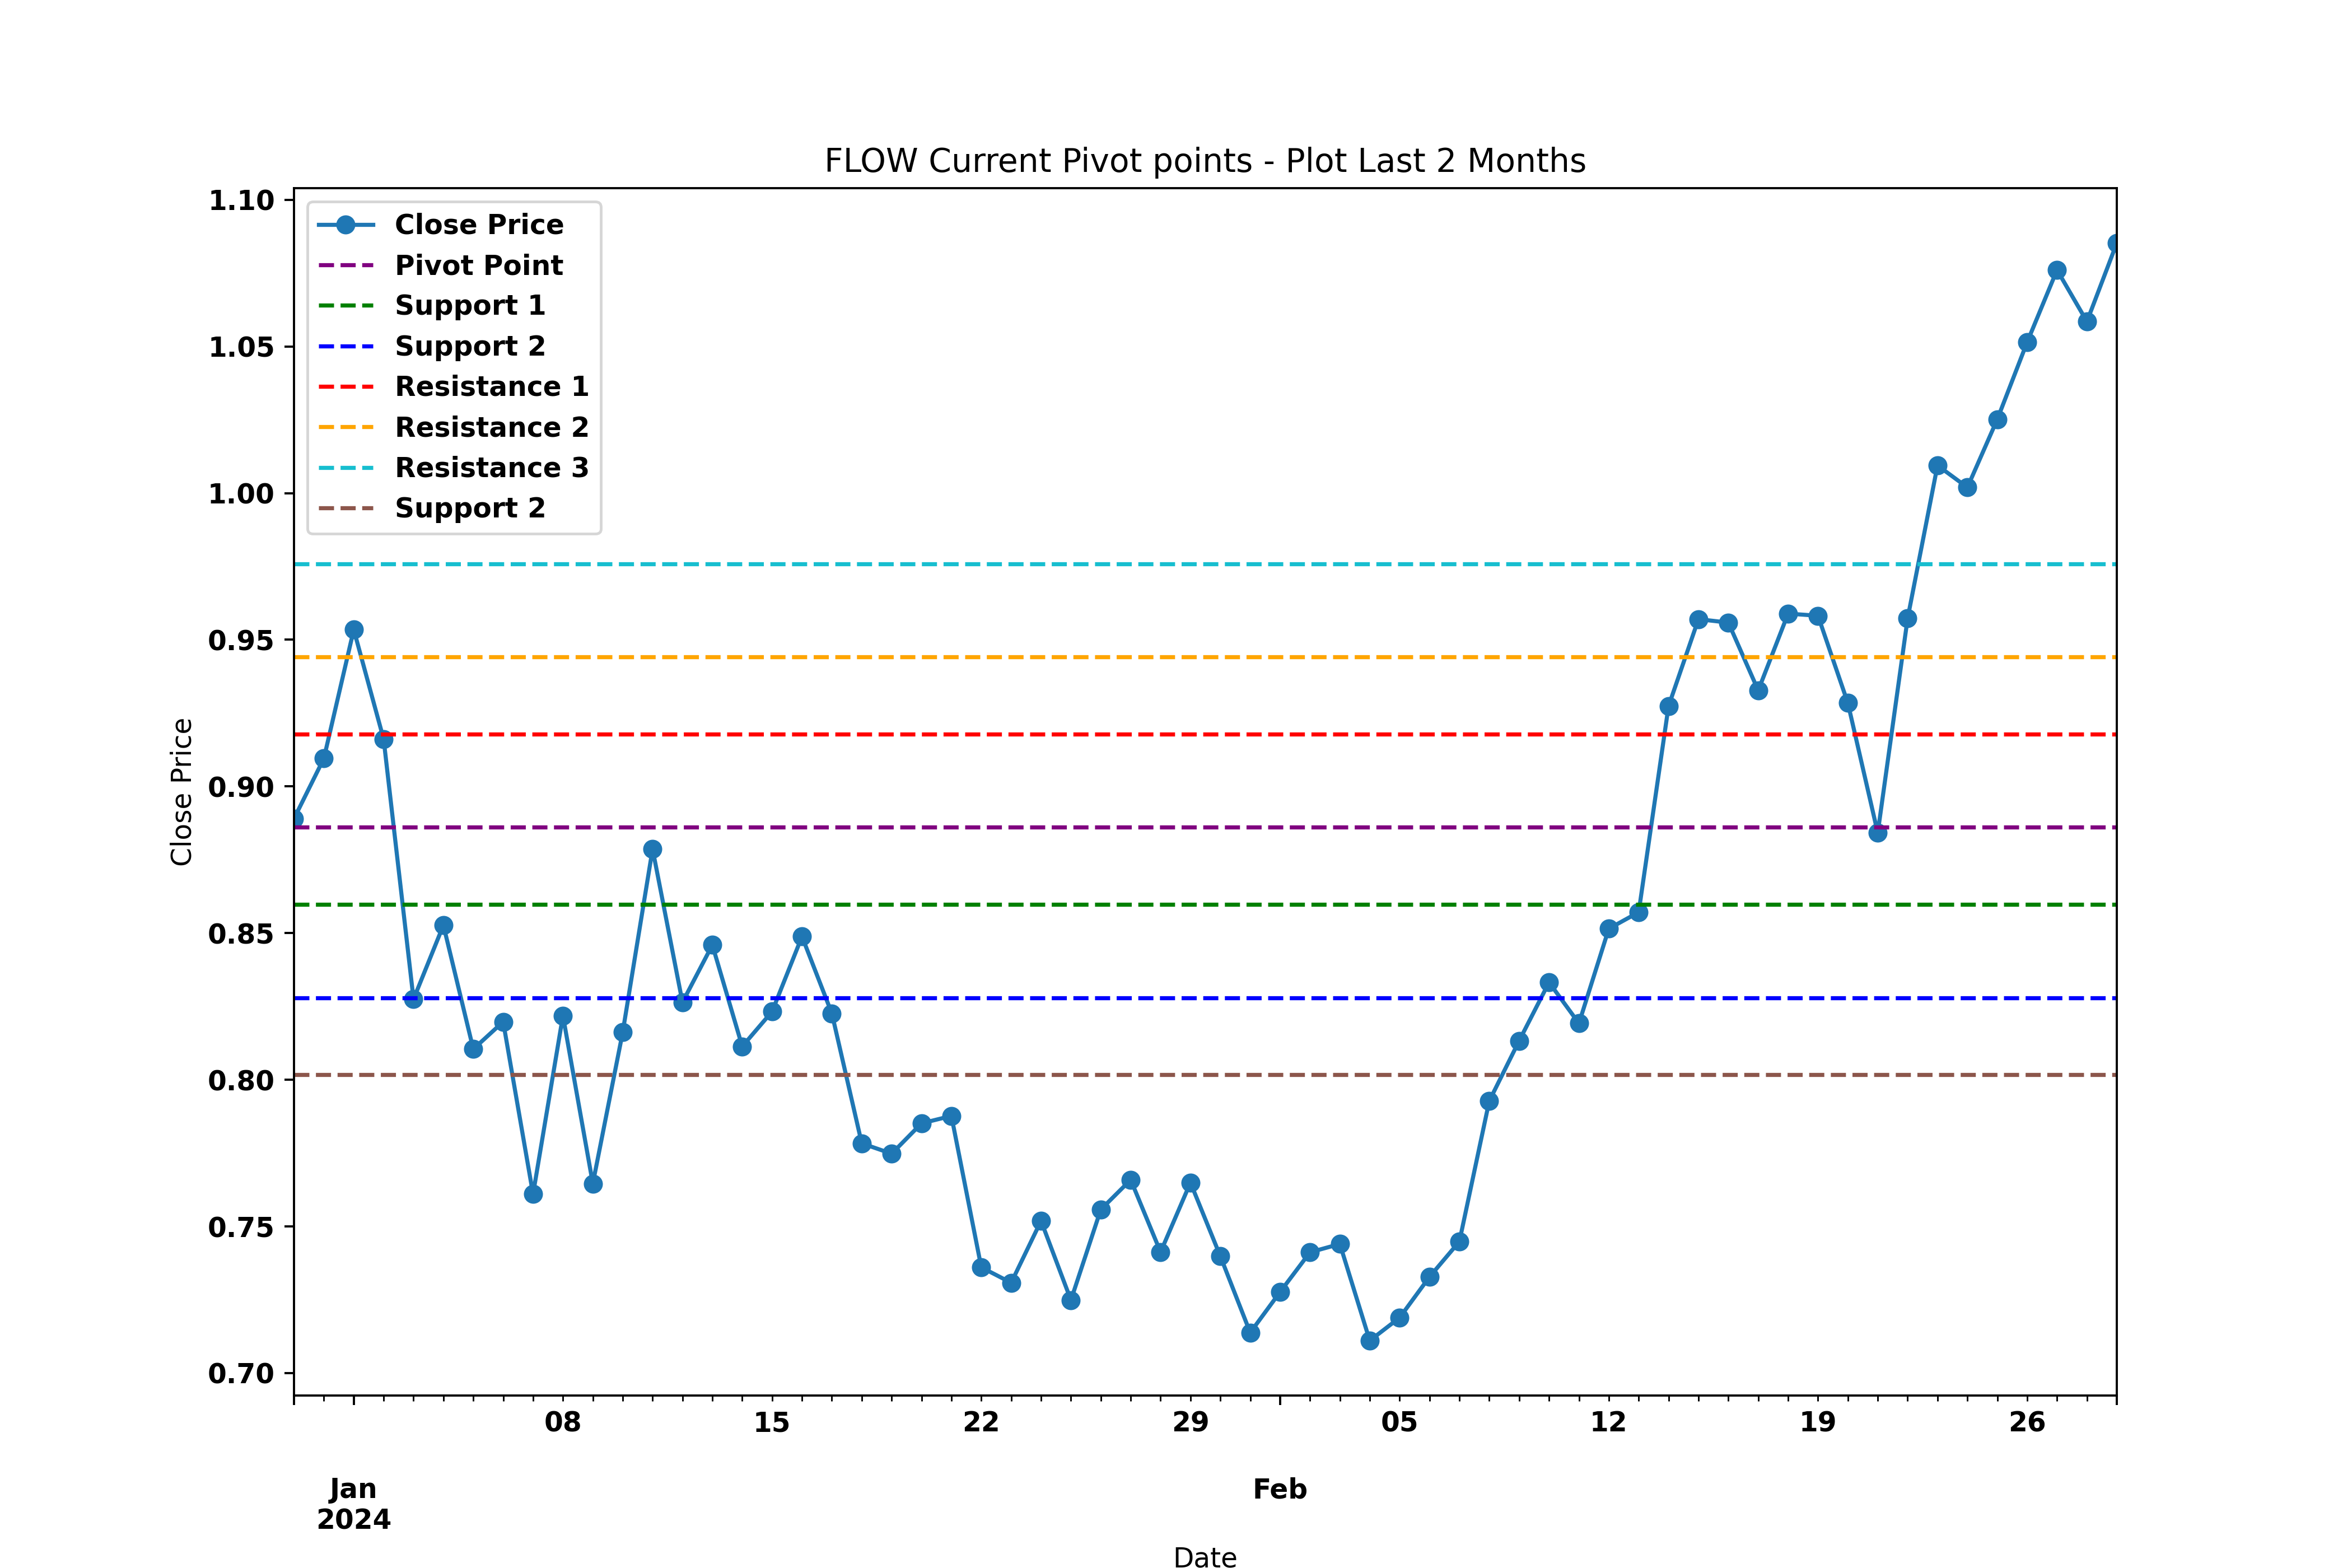 FLOW Current Pivot points - Plot Last 2 Months
1.10
1.05
1.00
0.95
0.90
0.85
0.80
0.75
0.70
Close Price
Close Price
Pivot Point
Support 1
Support 2
Resistance 1
Resistance 2
Resistance 3
Support 2
08 15 22 29 05 12 19 26
Jan Feb
2024
Date